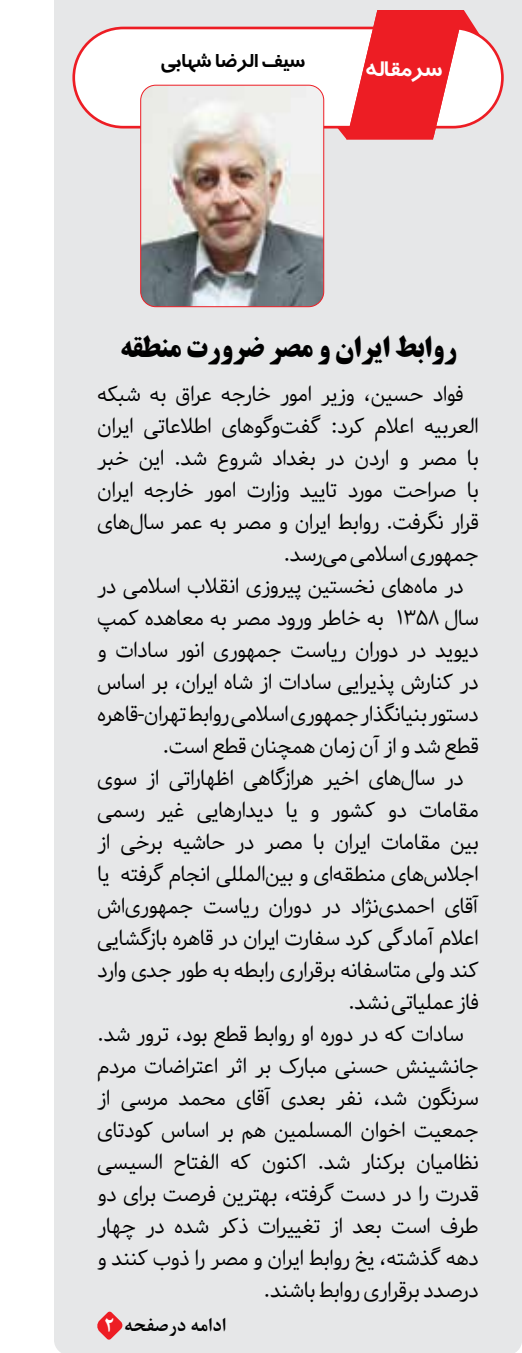 سرمقاله
سیف الرضا شهابی
روابط ایران و مصر ضرورت منطقه
فواد حسین، وزیر امور خارجه عراق به شبکه
العربیه اعلام کرد: گفت‌وگوهای اطلاعاتی ایران
با مصر و اردن در بغداد شروع شد. این خبر
با صراحت مورد تایید وزارت امور خارجه ایران
قرار نگرفت. روابط ایران و مصر به عمر سال‌های
جمهوری اسلامی می‌رسد.
در ماه‌های نخستین پیروزی انقلاب اسلامی در
سال ۱۳۵۸ به خاطر ورود مصر به معاهده کمپ
دیوید در دوران ریاست جمهوری انور سادات و
در کنارش پذیرایی سادات از شاه ایران، بر اساس
دستور بنیانگذار جمهوری اسلامی روابط تهران-قاهره
قطع شد و از آن زمان همچنان قطع است.
در سال‌های اخیر هرازگاهی اظهاراتی از سوی
مقامات دو کشور و یا دیدارهایی غیر رسمی
بین مقامات ایران با مصر در حاشیه برخی از
اجلاس‌های منطقه‌ای و بین‌المللی انجام گرفته یا
آقای احمدی‌نژاد در دوران ریاست جمهوری‌اش
اعلام آمادگی کرد سفارت ایران در قاهره بازگشایی
کند ولی متاسفانه برقراری رابطه به طور جدی وارد
فاز عملیاتی نشد.
سادات که در دوره او روابط قطع بود، ترور شد.
جانشینش حسنی مبارک بر اثر اعتراضات مردم
سرنگون شد، نفر بعدی آقای محمد مرسی از
جمعیت اخوان المسلمین هم بر اساس کودتای
نظامیان برکنار شد. اکنون که الفتاح السیسی
قدرت را در دست گرفته، بهترین فرصت برای دو
طرف است بعد از تغییرات ذکر شده در چهار
دهه گذشته، یخ روابط ایران و مصر را ذوب کنند و
درصدد برقراری روابط باشند.
ادامه درصفحه ۲